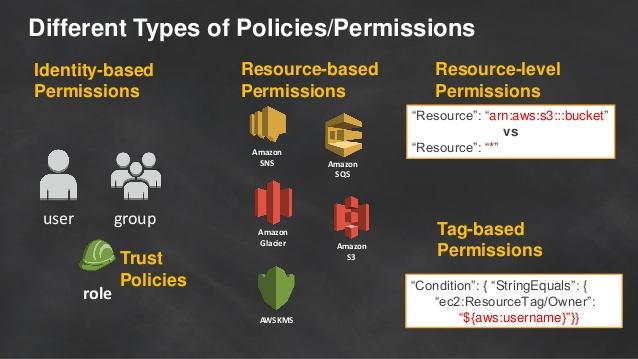 Different Types of Policies/Permissions
Identity-based
Permissions
user
group
Trust
Policies
role
Resource-based
Permissions
Amazon
SNS
Amazon
SQS
Amazon
Glacier
Amazon
S3
AWS KMS
Resource-level
Permissions
“Resource”: “arn:aws:s3:::bucket”
vs
“Resource”: “*”
Tag-based
Permissions
“Condition”: { “StringEquals”: {
“ec2:ResourceTag/Owner”:
“${aws:username}”}}